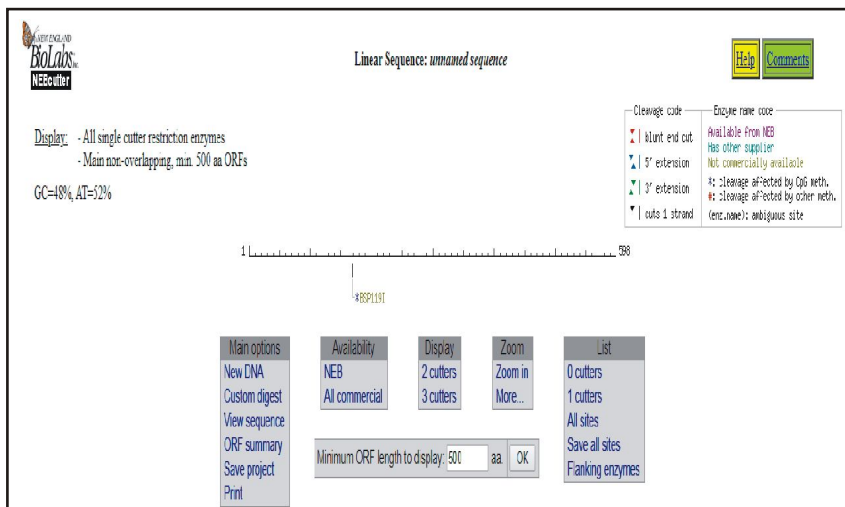 NEW ENGLAND
BioLabs Inc.
NEBcutter
Linear Sequence: unnamed sequence
Help Comments
Display: - All single cutter restriction enzymes
- Main non-overlapping, min. 500 aa ORFs
GC=48%, AT=52%
Cleavage code
blunt end cut
5' extension
3' extension
cuts 1 strand
Enzyme name code
Available from NEB
Has other supplier
Not commercially available
*: cleavage affected by CpG meth.
#: cleavage affected by other meth.
(enz.name): ambiguous site
1 598
*BSP119I
Main options
New DNA
Custom digest
View sequence
ORF summary
Save project
Print
Availability
NEB
All commercial
Display
2 cutters
3 cutters
Zoom
Zoom in
More...
List
0 cutters
1 cutters
All sites
Save all sites
Flanking enzymes
Minimum ORF length to display: 500 aa. OK